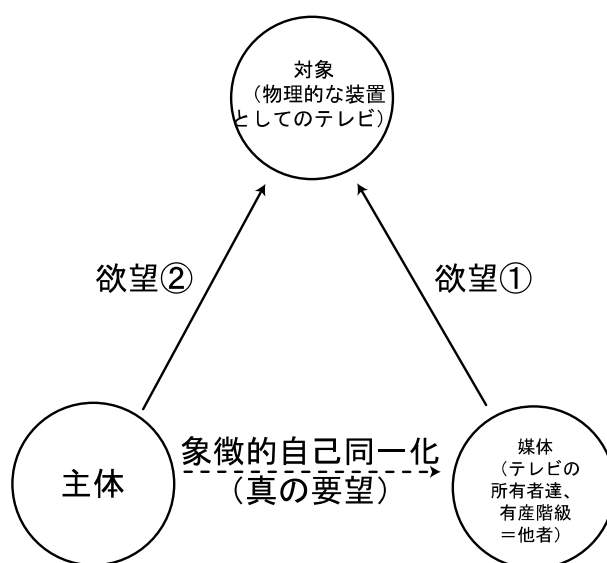 対象
（物理的な装置
としてのテレビ）
欲望②
欲望①
主体
象徴的自己同一化
（真の要望）
媒体
（テレビの
所有者達、
有産階級
＝他者）